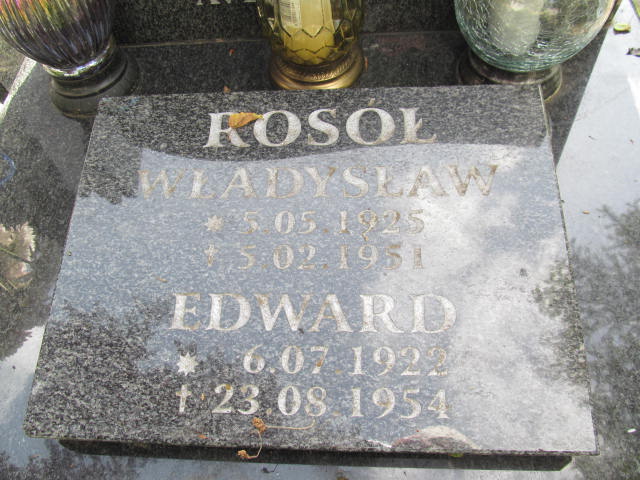 ROSÓŁ
WŁADYSŁAW
* 5.05.1925
† 5.02.1951
EDWARD
* 6.07.1922
† 23.08.1954